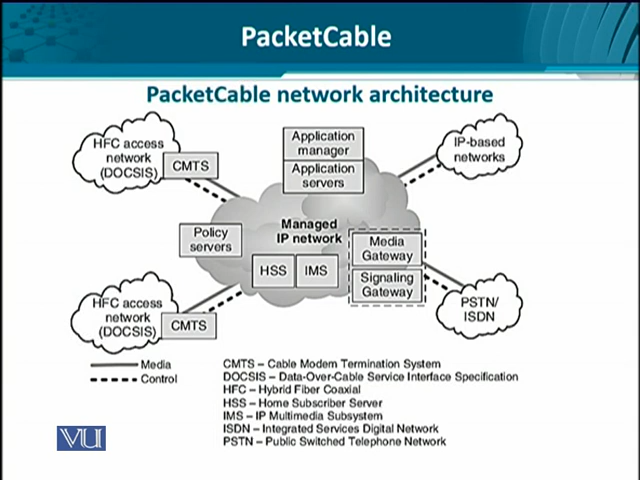 PacketCable
PacketCable network architecture
HFC access
network
(DOCSIS)
CMTS
Application
manager
Application
servers
IP-based
networks
Policy
servers
Managed
IP network
HSS
IMS
Media
Gateway
Signaling
Gateway
HFC access
network
(DOCSIS)
CMTS
PSTN/
ISDN
Media
Control
CMTS – Cable Modem Termination System
DOCSIS – Data-Over-Cable Service Interface Specification
HFC – Hybrid Fiber Coaxial
HSS – Home Subscriber Server
IMS – IP Multimedia Subsystem
ISDN – Integrated Services Digital Network
PSTN – Public Switched Telephone Network
VU